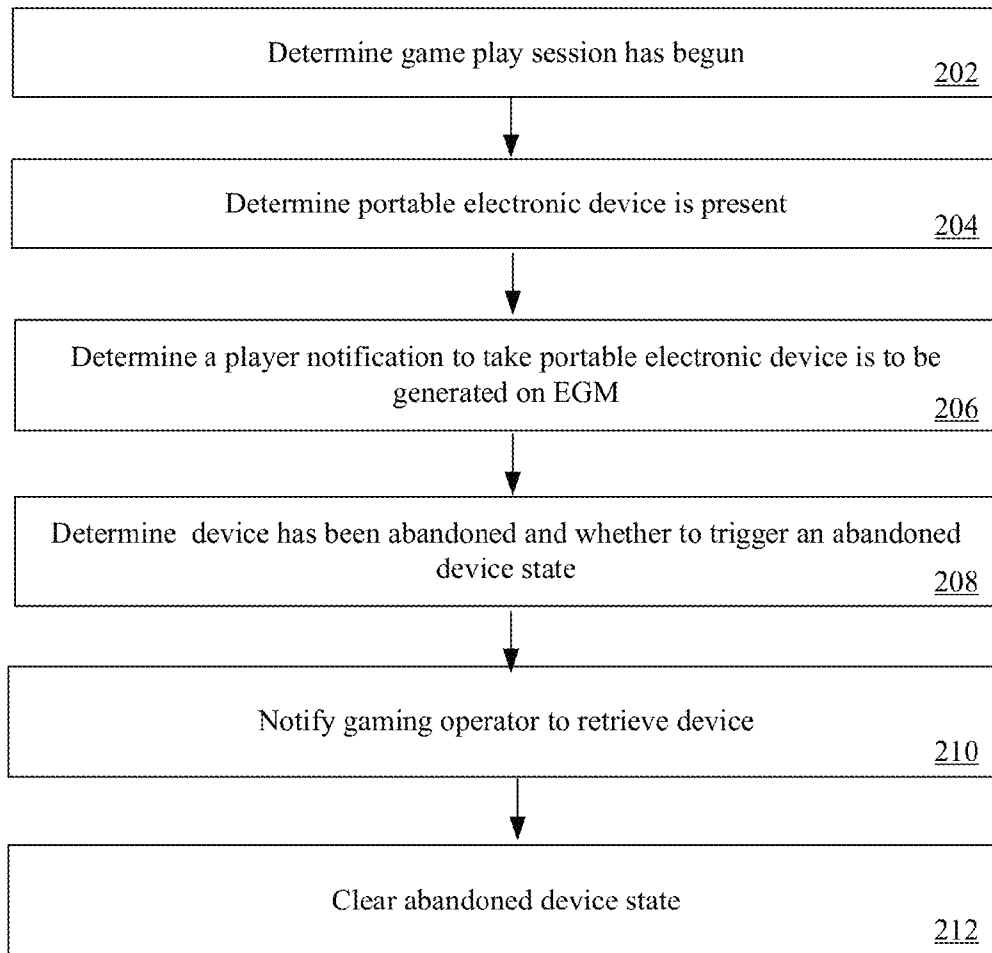 Determine game play session has begun
202
Determine portable electronic device is present
204
Determine a player notification to take portable electronic device is to be
generated on EGM
206
Determine device has been abandoned and whether to trigger an abandoned
device state
208
Notify gaming operator to retrieve device
210
Clear abandoned device state
212